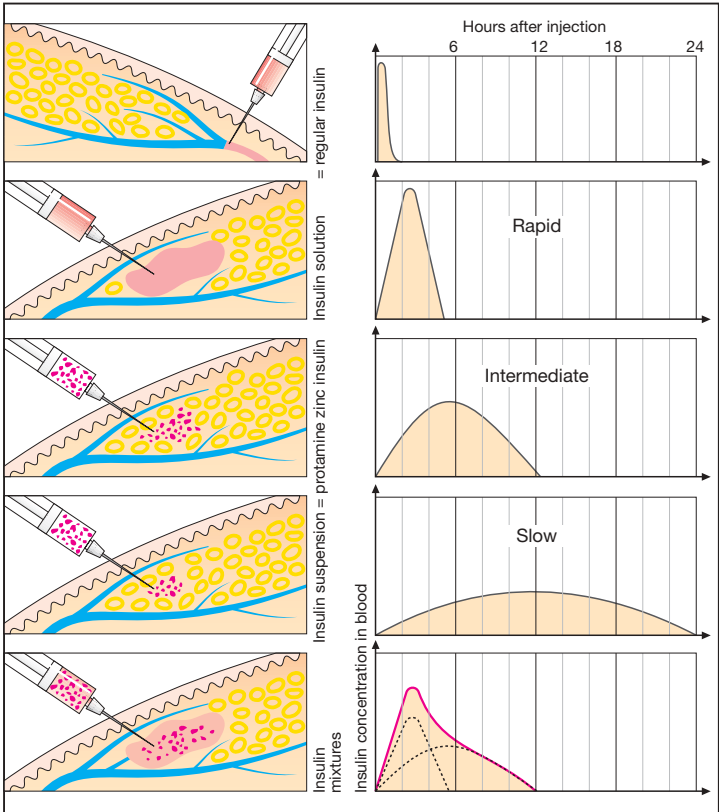 Hours after injection
6 12 18 24
= regular insulin
Insulin solution
Rapid
Intermediate
Insulin suspension = protamine zinc insulin
Slow
Insulin concentration in blood
Insulin
mixtures